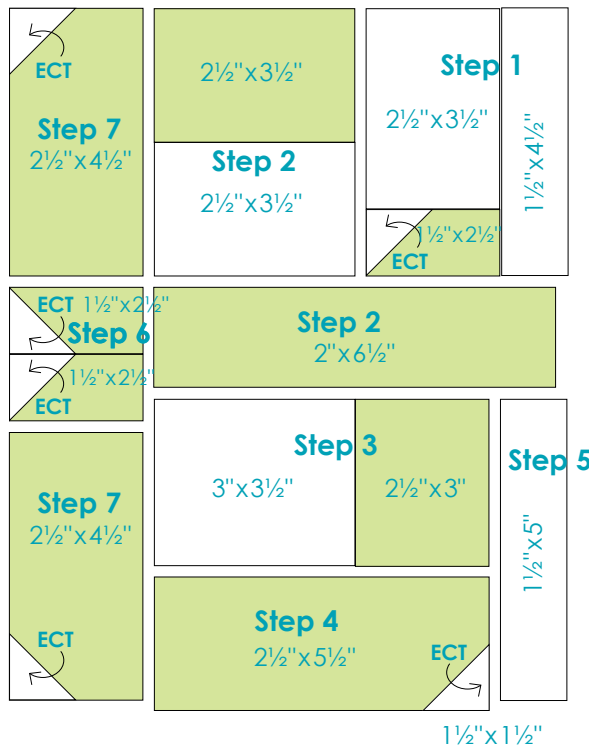 ECT
Step 7
2½"x4½"
2½"x3½"
Step 2
2½"x3½"
Step 1
2½"x3½"
1½"x4½"
1½"x2½"
ECT
ECT 1½"x2½"
Step 6
1½"x2½"
ECT
Step 2
2"x6½"
Step 3
3"x3½"
2½"x3"
Step 5
1½"x5"
Step 7
2½"x4½"
ECT
Step 4
2½"x5½"
ECT
1½"x1½"